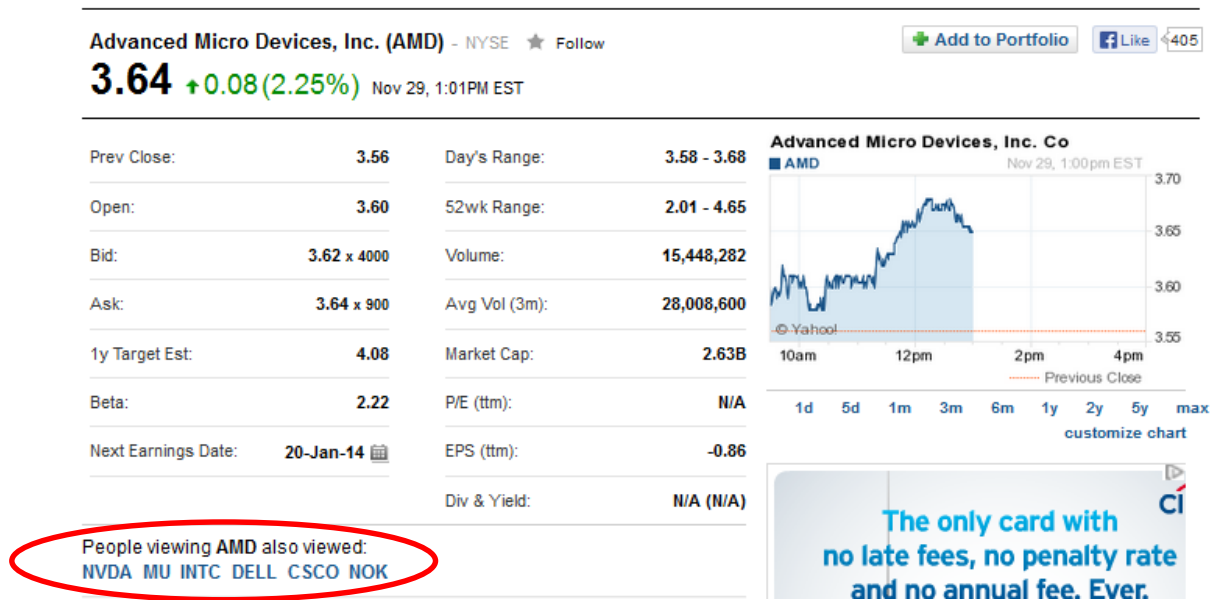 Advanced Micro Devices, Inc. (AMD) - NYSE Follow
3.64 0.08 (2.25%) Nov 29, 1:01PM EST
Add to Portfolio
Like 405
Prev Close: 3.56
Open: 3.60
Bid: 3.62 x 4000
Ask: 3.64 x 900
1y Target Est: 4.08
Beta: 2.22
Next Earnings Date: 20-Jan-14
Day's Range: 3.58 - 3.68
52wk Range: 2.01 - 4.65
Volume: 15,448,282
Avg Vol (3m): 28,008,600
Market Cap: 2.63B
P/E (ttm): N/A
EPS (ttm): -0.86
Div & Yield: N/A (N/A)
People viewing AMD also viewed:
NVDA MU INTC DELL CSCO NOK
Advanced Micro Devices, Inc. Co
AMD Nov 29, 1:00pm EST
3.70
3.65
3.60
3.55
© Yahoo!
10am 12pm 2pm 4pm
Previous Close
1d 5d 1m 3m 6m 1y 2y 5y max
customize chart
The only card with
no late fees, no penalty rate
and no annual fee. Ever.